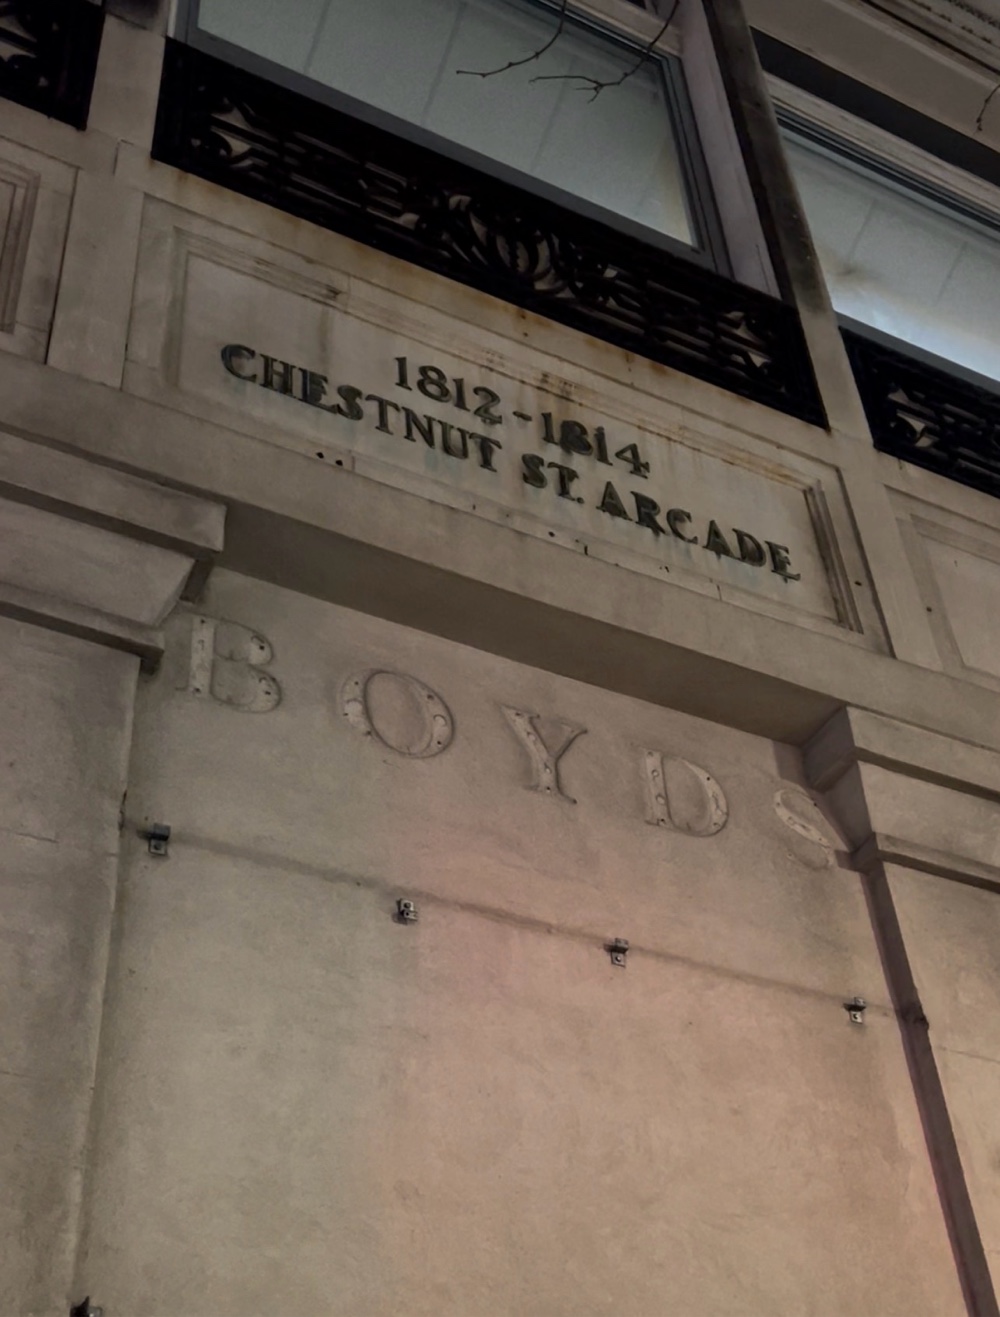 1812-1814
CHESTNUT ST. ARCADE
BOYDS